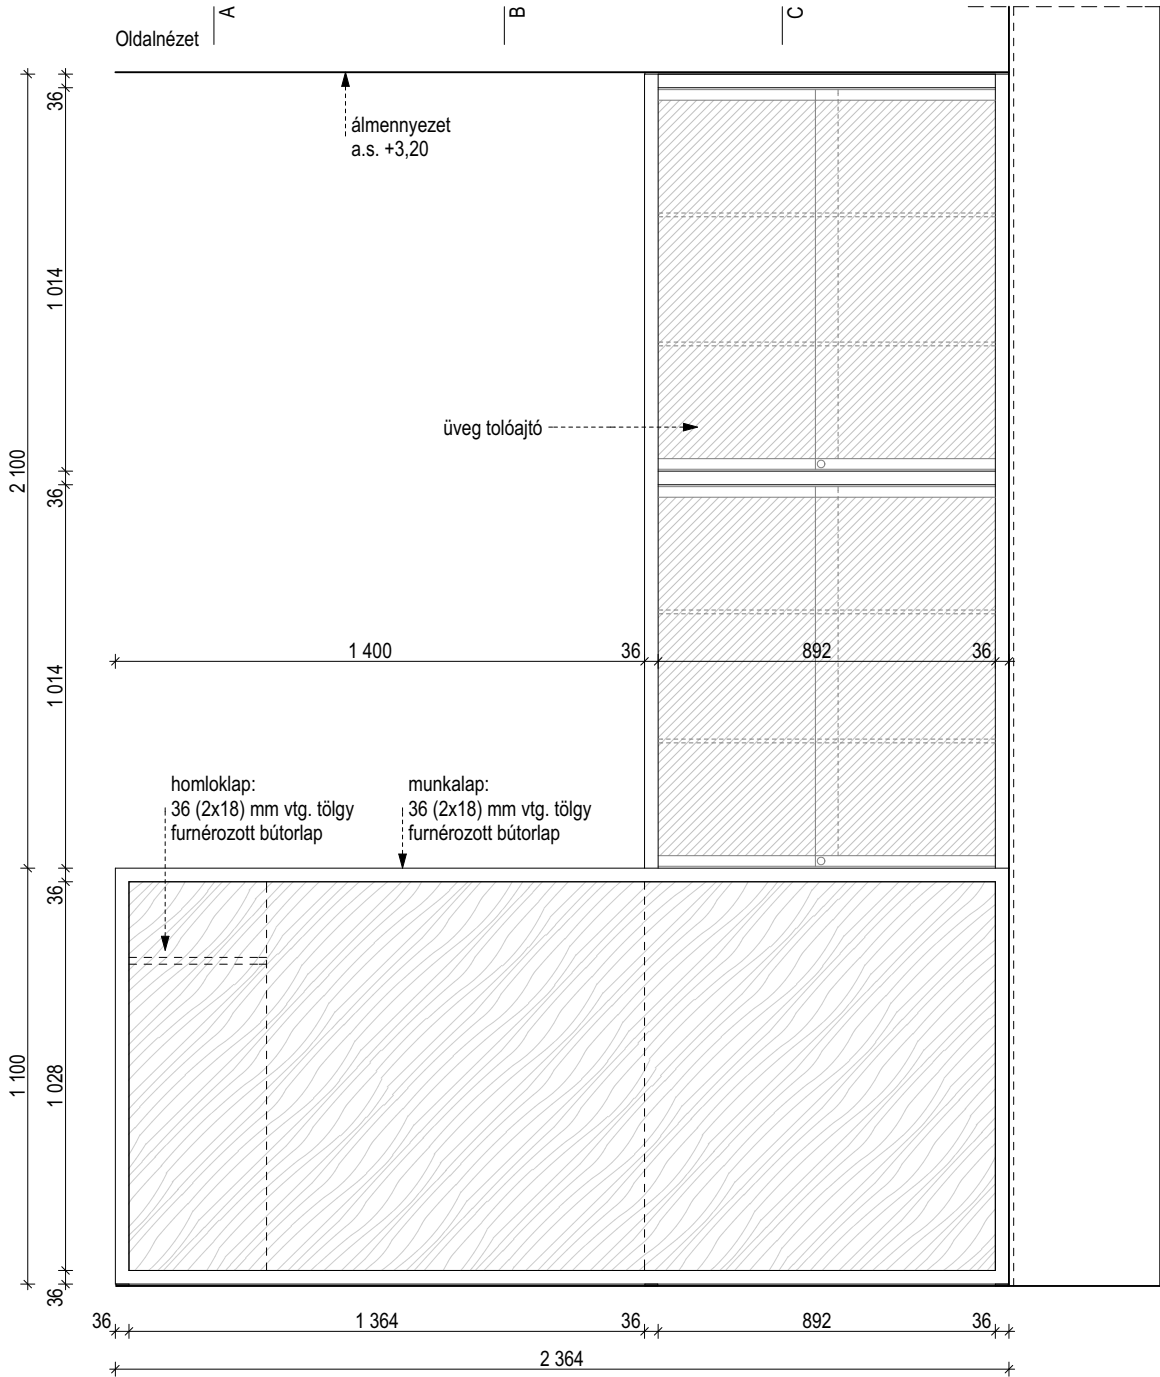 A
B
C
Oldalnézet
36
álmennyezet
a.s. +3,20
1 014
üveg tolóajtó
2 100
36
1 400
36
892
36
1 014
homloklap:
36 (2x18) mm vtg. tölgy
furnérozott bútorlap
munkalap:
36 (2x18) mm vtg. tölgy
furnérozott bútorlap
36
1 100
1 028
36
36
1 364
36
892
36
2 364